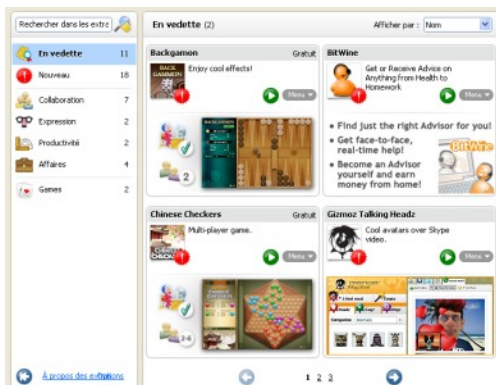 Rechercher dans les extra
En vedette 11
Nouveau 18
Collaboration 7
Expression 2
Productivité 2
Affaires 4
Games 2
En vedette (2)
Afficher par : Nom
Backgamon Gratuit
BACK GAMMON
Enjoy cool effects!
Menu
BACKGAMMON
2
BitWine
Get or Receive Advice on
Anything from Health to
Homework
Menu
• Find just the right Advisor for you!
• Get face-to-face,
real-time help!
• Become an Advisor
yourself and earn
money from home!
BitWine
Chinese Checkers Gratuit
Multi-player game.
Menu
2-6
Gizmoz Talking Headz
Cool avatars over Skype
video.
Menu
À propos des
1 2 3